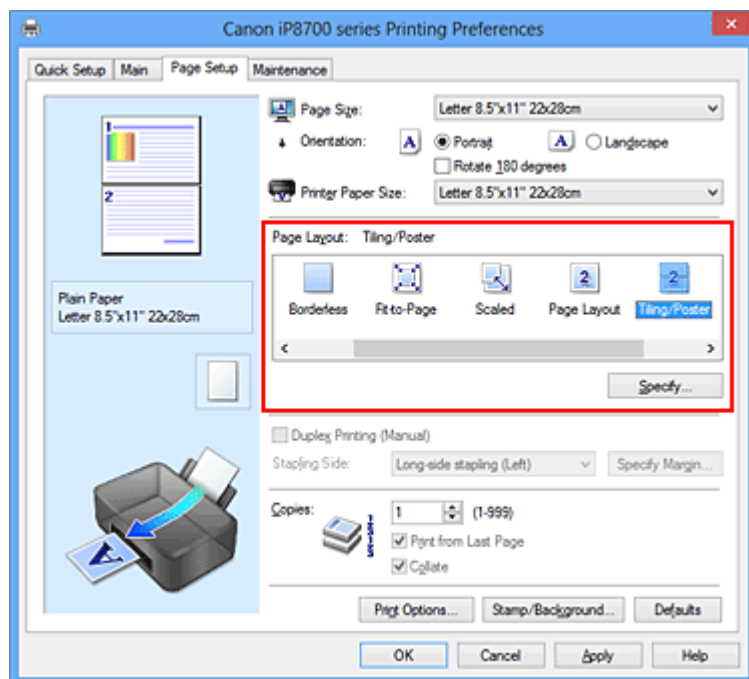 Canon iP8700 series Printing Preferences
Quick Setup Main Page Setup Maintenance
1
2
Plain Paper
Letter 8.5"x11" 22x28cm
Page Size: Letter 8.5"x11" 22x28cm
Orientation: A Portrait A Landscape
Rotate 180 degrees
Printer Paper Size: Letter 8.5"x11" 22x28cm
Page Layout: Tiling/Poster
2 2
Borderless Fit-to-Page Scaled Page Layout Tiling/Poster
Specify...
Duplex Printing (Manual)
Stapling Side: Long-side stapling (Left) Specify Margin...
Copies: 1 (1-999)
Print from Last Page
Collate
A
Print Options... Stamp/Background... Defaults
OK Cancel Apply Help